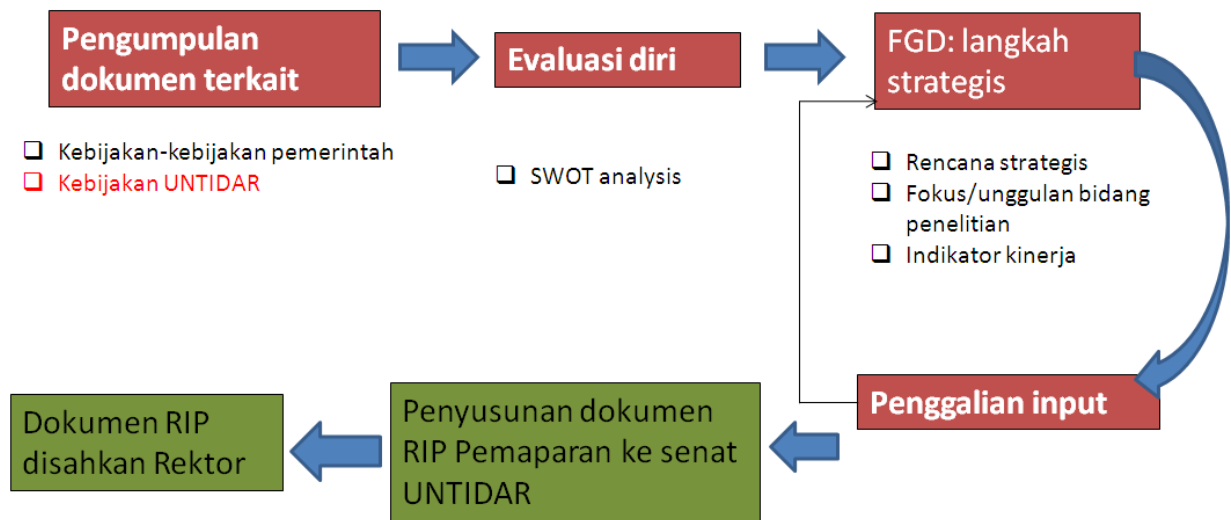 Pengumpulan
dokumen terkait
Evaluasi diri
FGD: langkah
strategis
Kebijakan-kebijakan pemerintah
Kebijakan UNTIDAR
SWOT analysis
Rencana strategis
Fokus/unggulan bidang
penelitian
Indikator kinerja
Penggalian input
Penyusunan dokumen
RIP Pemaparan ke senat
UNTIDAR
Dokumen RIP
disahkan Rektor